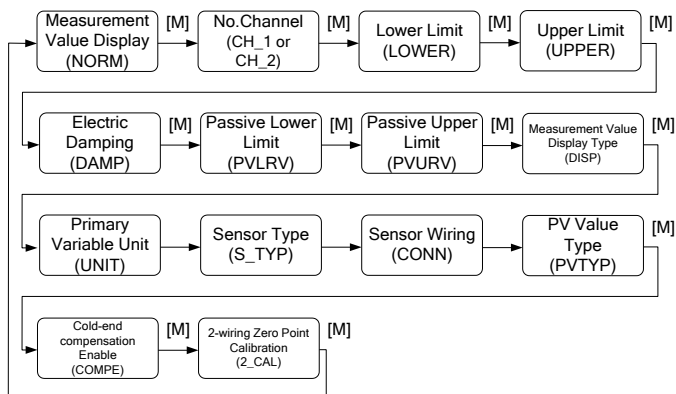 Measurement
Value Display
(NORM)
[M]
No.Channel
(CH_1 or
CH_2)
[M]
Lower Limit
(LOWER)
[M]
Upper Limit
(UPPER)
[M]
Electric
Damping
(DAMP)
[M]
Passive Lower
Limit
(PVLRV)
[M]
Passive Upper
Limit
(PVURV)
[M]
Measurement Value
Display Type
(DISP)
[M]
Primary
Variable Unit
(UNIT)
Sensor Type
(S_TYP)
Sensor Wiring
(CONN)
PV Value
Type
(PVTYP)
[M]
Cold-end
compensation
Enable
(COMPE)
[M]
2-wiring Zero Point
Calibration
(2_CAL)
[M]